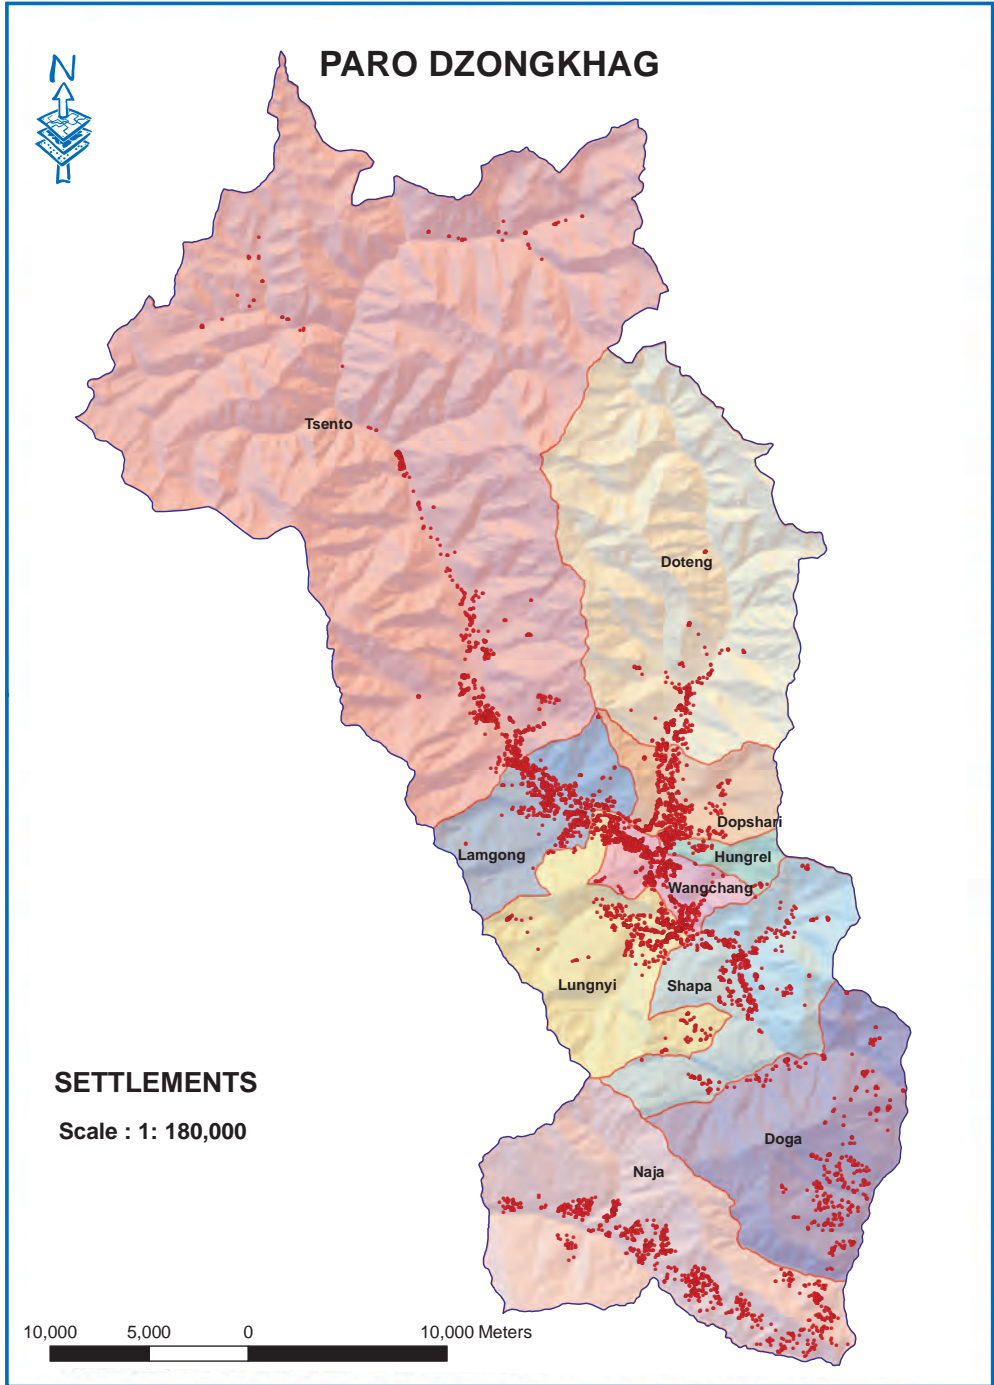 PARO DZONGKHAG
N
Tsento
Doteng
Dopshari
Hungrel
Lamgong
Wangchang
Lungnyi
Shapa
SETTLEMENTS
Scale : 1: 180,000
Doga
Naja
10,000 5,000 0 10,000 Meters